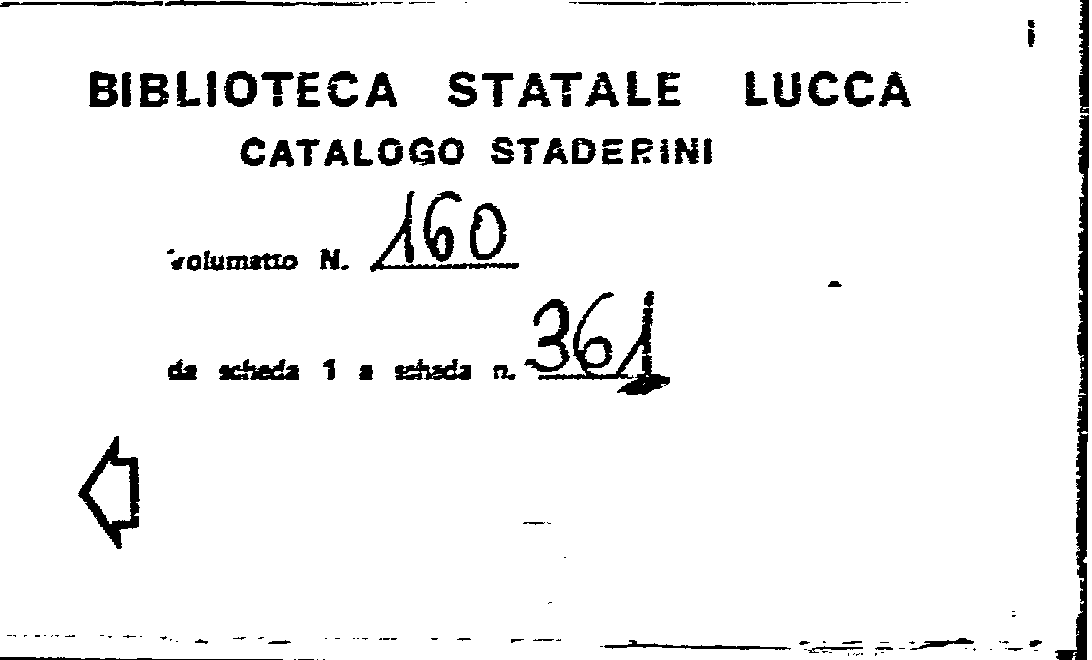 BIBLIOTECA STATALE LUCCA
CATALOGO STADERINI
volumetto N. 160
da scheda 1 a scheda n. 361